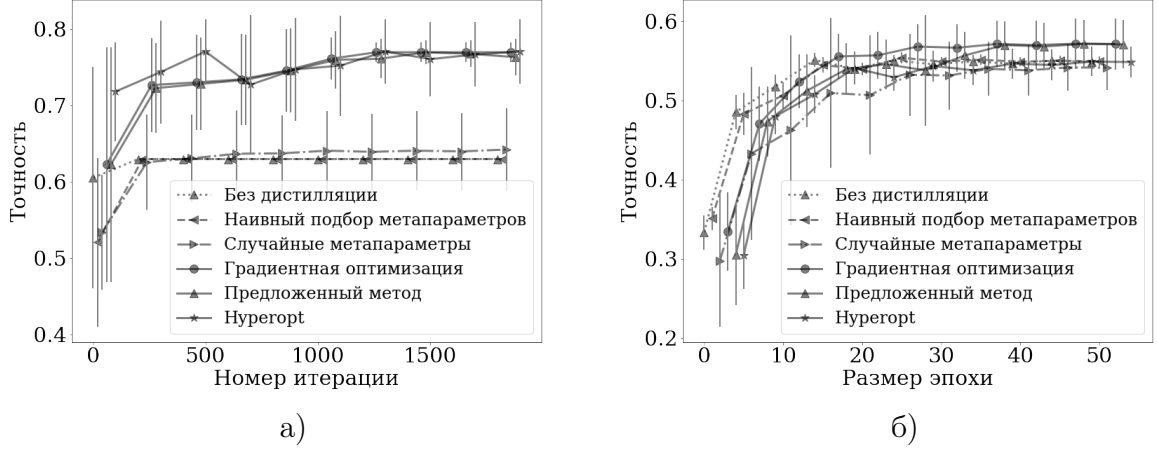 0.8
0.7
0.6
0.5
0.4
Точность
0
500
1000
1500
Номер итерации
Без дистилляции
Наивный подбор метапараметров
Случайные метапараметры
Градиентная оптимизация
Предложенный метод
Hyperopt
а)
0.6
0.5
0.4
0.3
0.2
Точность
0
10
20
30
40
50
Размер эпохи
Без дистилляции
Наивный подбор метапараметров
Случайные метапараметры
Градиентная оптимизация
Предложенный метод
Hyperopt
б)